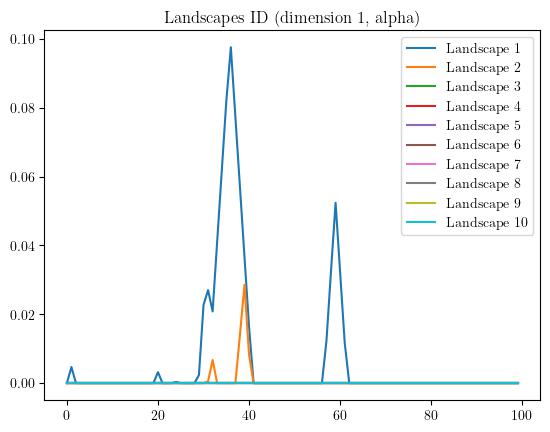 Landscapes ID (dimension 1, alpha)
0.10
0.08
0.06
0.04
0.02
0.00
0
20
40
60
80
100
Landscape 1
Landscape 2
Landscape 3
Landscape 4
Landscape 5
Landscape 6
Landscape 7
Landscape 8
Landscape 9
Landscape 10